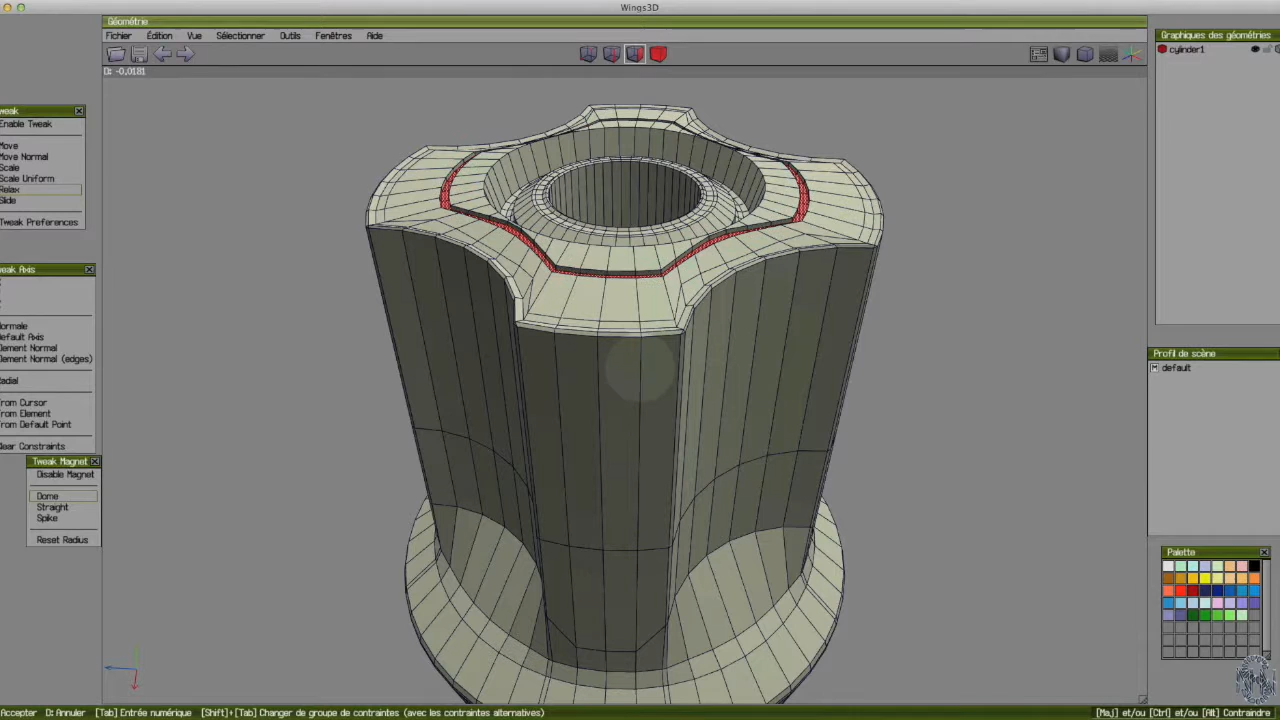 Wings3D
Géométrie
Fichier Édition Vue Sélectionner Outils Fenêtres Aide
D: -0,0181
weak
Enable Tweak
Move
Move Normal
Scale
Scale Uniform
Relax
Slide
Tweak Preferences
eak Axis
ormale
efault Axis
lement Normal
lement Normal (edges)
adial
rom Cursor
rom Element
rom Default Point
lear Constraints
Tweak Magnet
Disable Magnet
Dome
Straight
Spike
Reset Radius
Graphiques des géométries
cylinder1
Profil de scène
default
Palette
Accepter D: Annuler [Tab] Entrée numérique [Shift]+[Tab] Changer de groupe de contraintes (avec les contraintes alternatives)
[Maj] et/ou [Ctrl] et/ou [Alt] Contraindre